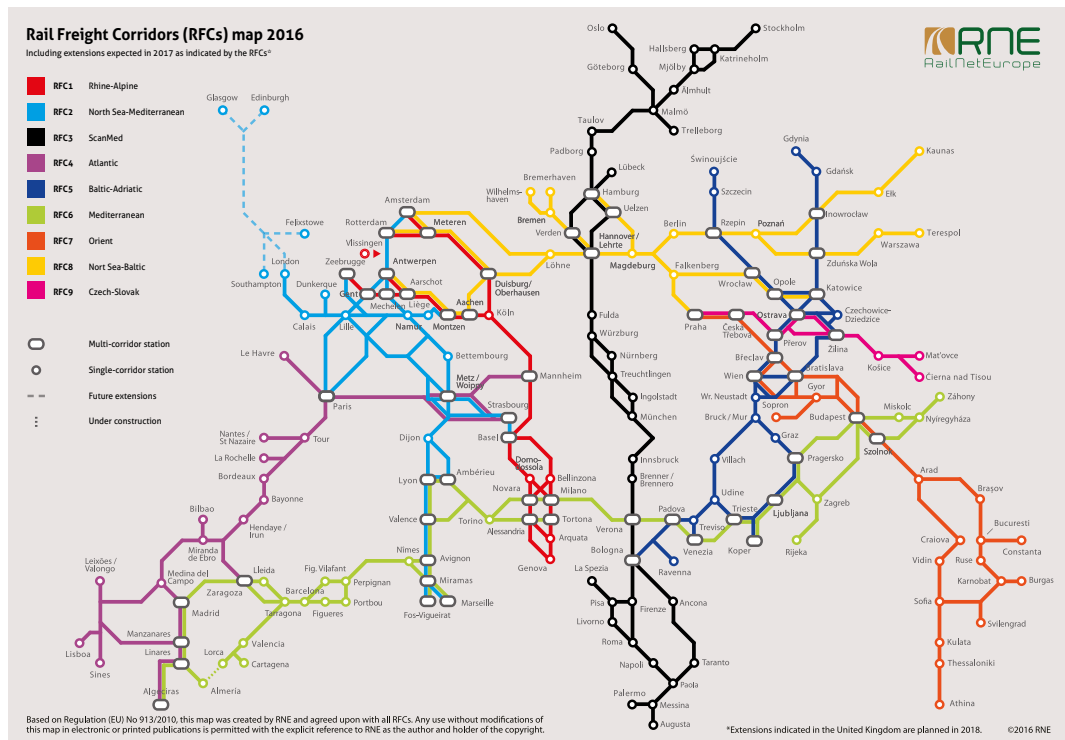 Rail Freight Corridors (RFCs) map 2016
Including extensions expected in 2017 as indicated by the RFCs*
RNE
RailNetEurope
RFC1 Rhine-Alpine
RFC2 North Sea-Mediterranean
RFC3 ScanMed
RFC4 Atlantic
RFC5 Baltic-Adriatic
RFC6 Mediterranean
RFC7 Orient
RFC8 Nort Sea-Baltic
RFC9 Czech-Slovak
Multi-corridor station
Single-corridor station
Future extensions
Under construction
Oslo
Stockholm
Hallsberg
Katrineholm
Göteborg
Mjölby
Älmhult
Malmö
Taulov
Trelleborg
Padborg
Lübeck
Glasgow
Edinburgh
Gdynia
Kaunas
Świnoujście
Gdańsk
Bremerhaven
Wilhelms-
haven
Hamburg
Szczecin
Ełk
Amsterdam
Uelzen
Inowrocław
Felixstowe
Rotterdam
Meteren
Bremen
Verden
Hannover/
Lehrte
Berlin
Rzepin
Poznań
Terespol
Warszawa
Vlissingen
Zeebrugge
Antwerpen
London
Southampton
Dunkerque
Löhne
Magdeburg
Falkenberg
Zduńska Wola
Gent
Mechelen
Aarschot
Liège
Aachen
Duisburg/
Oberhausen
Wrocław
Opole
Katowice
Calais
Lille
Namur
Montzen
Köln
Fulda
Praha
Česká
Třebova
Ostrava
Czechowice-
Dziedzice
Le Havre
Bettembourg
Würzburg
Přerov
Žilina
Mat'ovce
Nürnberg
Břeclav
Košice
Čierna nad Tisou
Paris
Metz /
Woippy
Mannheim
Treuchtlingen
Wien
Bratislava
Strasbourg
Ingolstadt
Wr. Neustadt
Gyor
Záhony
Sopron
Miskolc
Nantes /
St Nazaire
Tour
Dijon
Basel
München
Bruck / Mur
Budapest
Nyíregyháza
Graz
Szolnok
La Rochelle
Domo-
dossola
Innsbruck
Villach
Pragersko
Bordeaux
Lyon
Ambérieu
Bellinzona
Brenner /
Brennero
Arad
Bayonne
Novara
Milano
Udine
Zagreb
Brașov
Bilbao
Valence
Torino
Alessandria
Tortona
Verona
Padova
Treviso
Trieste
Ljubljana
Bucuresti
Hendaye /
Irun
Arquata
Bologna
Venezia
Koper
Rijeka
Craiova
Constanta
Miranda
de Ebro
Nîmes
Avignon
Genova
Ravenna
Vidin
Ruse
Leixões/
Valongo
Medina del
Campo
Zaragoza
Lleida
Fig. Vilafant
Perpignan
Miramas
La Spezia
Karnobat
Burgas
Madrid
Barcelona
Tarragona
Figueres
Portbou
Fos-Vigueirat
Marseille
Pisa
Firenze
Ancona
Sofia
Livorno
Svilengrad
Manzanares
Valencia
Roma
Kulata
Lisboa
Sines
Linares
Lorca
Cartagena
Napoli
Taranto
Thessaloniki
Algeciras
Almeria
Paola
Palermo
Messina
Athina
Augusta
Based on Regulation (EU) No 913/2010, this map was created by RNE and agreed upon with all RFCs. Any use without modifications of
this map in electronic or printed publications is permitted with the explicit reference to RNE as the author and holder of the copyright.
*Extensions indicated in the United Kingdom are planned in 2018.
©2016 RNE